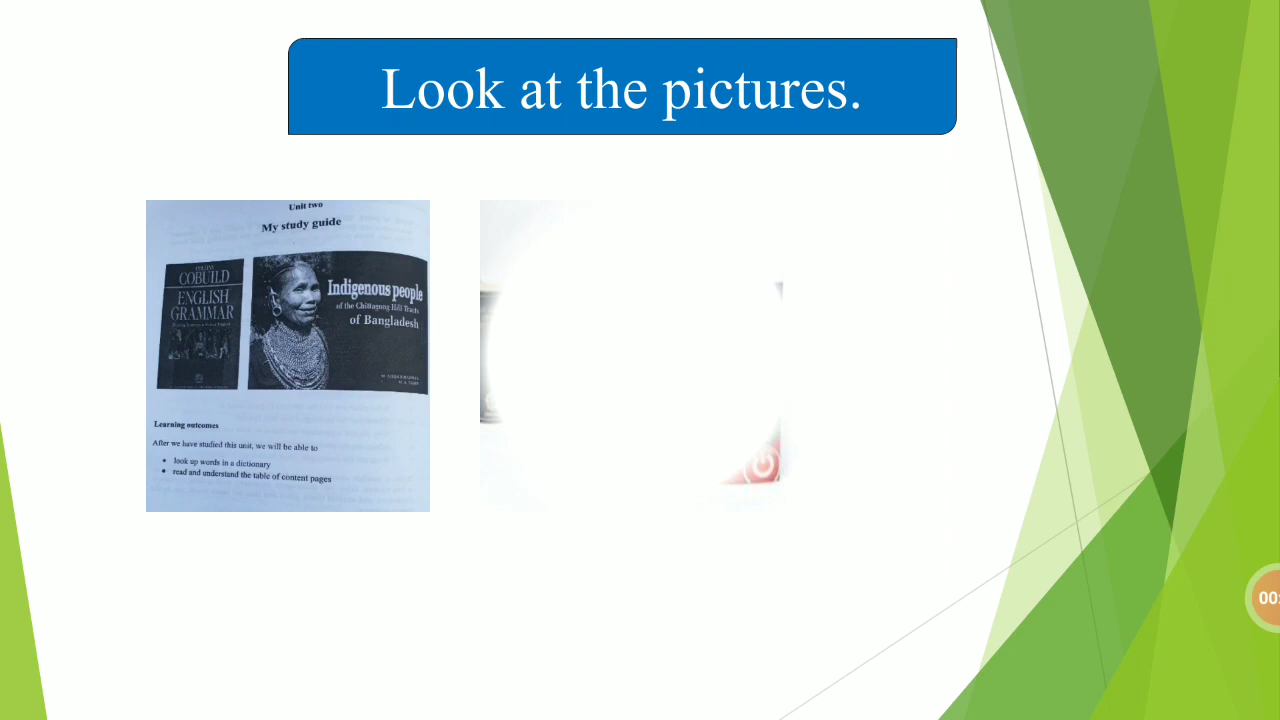 Look at the pictures.
Unit two
My study guide
COBUILD
ENGLISH
GRAMMAR
Indigenous people
of the Chittagong Hill Tracts
of Bangladesh
Learning outcomes
After we have studied this unit, we will be able to
• look up words in a dictionary
• read and understand the table of content pages
00: